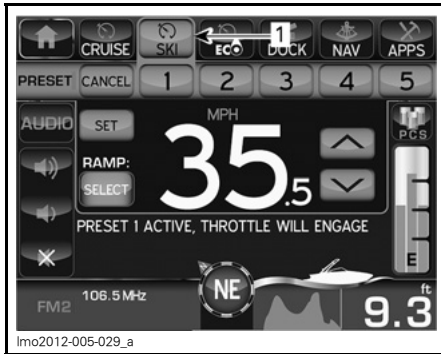 CRUISE SKI 1 ECO DOCK NAV APPS
PRESET CANCEL 1 2 3 4 5
AUDIO SET MPH PCS
RAMP: 35.5
SELECT
PRESET 1 ACTIVE, THROTTLE WILL ENGAGE
E
NE
FM2 106.5 MHz ft
9.3
lmo2012-005-029_a